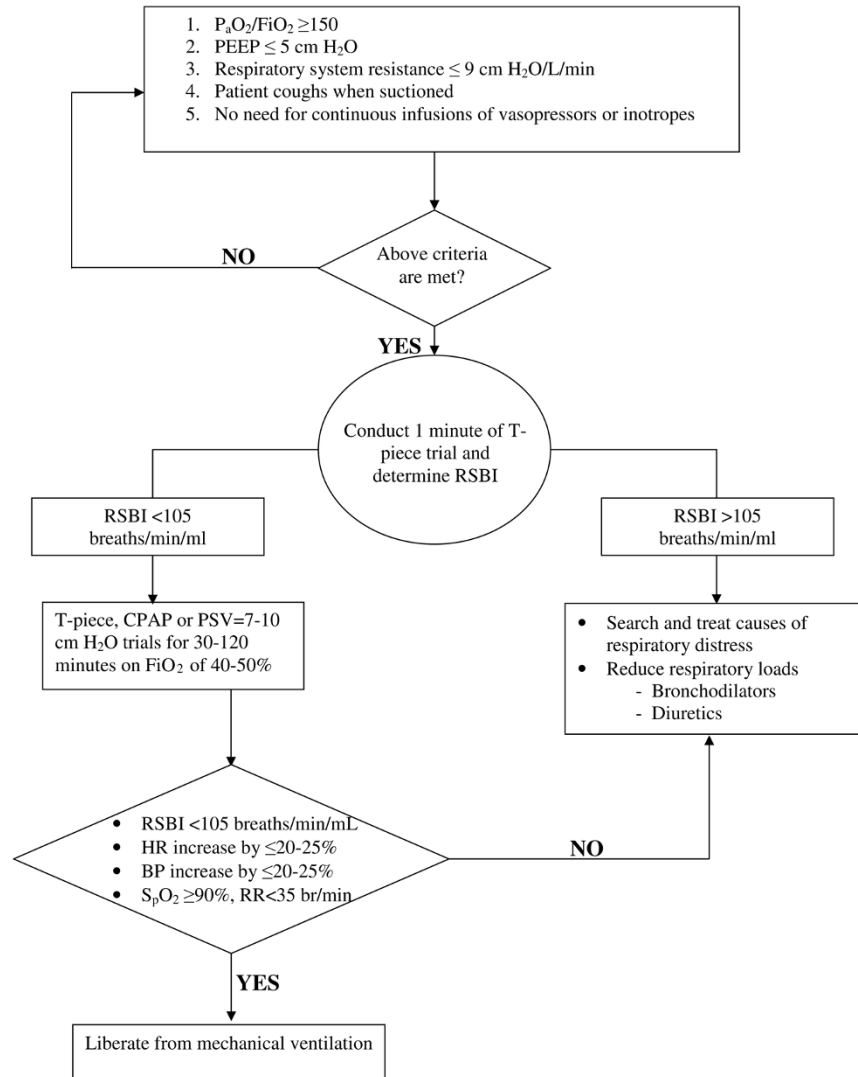 1. PₐO₂/FiO₂ ≥150
2. PEEP ≤ 5 cm H₂O
3. Respiratory system resistance ≤ 9 cm H₂O/L/min
4. Patient coughs when suctioned
5. No need for continuous infusions of vasopressors or inotropes
NO
Above criteria
are met?
YES
Conduct 1 minute of T-
piece trial and
determine RSBI
RSBI <105
breaths/min/ml
RSBI >105
breaths/min/ml
T-piece, CPAP or PSV=7-10
cm H₂O trials for 30-120
minutes on FiO₂ of 40-50%
• Search and treat causes of
respiratory distress
• Reduce respiratory loads
- Bronchodilators
- Diuretics
• RSBI <105 breaths/min/mL
• HR increase by ≤20-25%
• BP increase by ≤20-25%
• SₚO₂ ≥90%, RR<35 br/min
NO
YES
Liberate from mechanical ventilation